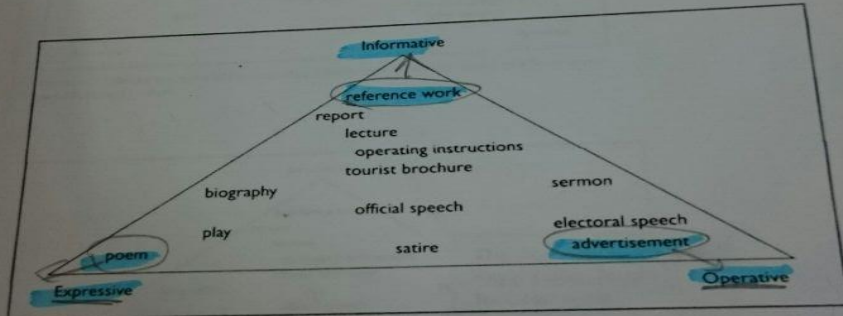 Informative
reference work
report
lecture
operating instructions
tourist brochure
biography
sermon
official speech
electoral speech
play
advertisement
satire
poem
Operative
Expressive